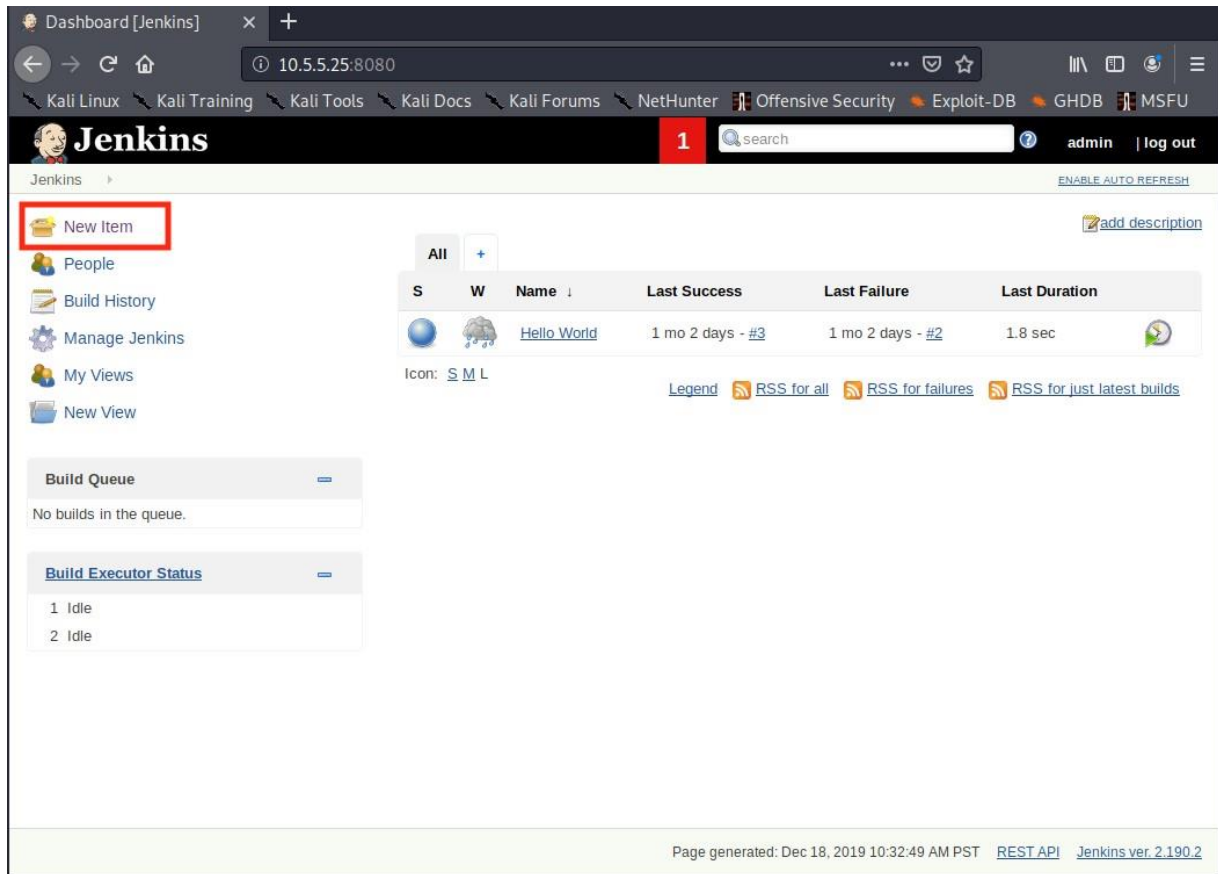 Dashboard [Jenkins]
10.5.5.25:8080
Kali Linux Kali Training Kali Tools Kali Docs Kali Forums NetHunter Offensive Security Exploit-DB GHDB MSFU
Jenkins 1 search admin | log out
Jenkins ENABLE AUTO REFRESH
New Item
People
Build History
Manage Jenkins
My Views
New View
Build Queue
No builds in the queue.
Build Executor Status
1 Idle
2 Idle
add description
All +
S W Name ↓ Last Success Last Failure Last Duration
Hello World 1 mo 2 days - #3 1 mo 2 days - #2 1.8 sec
Icon: S M L
Legend RSS for all RSS for failures RSS for just latest builds
Page generated: Dec 18, 2019 10:32:49 AM PST REST API Jenkins ver. 2.190.2